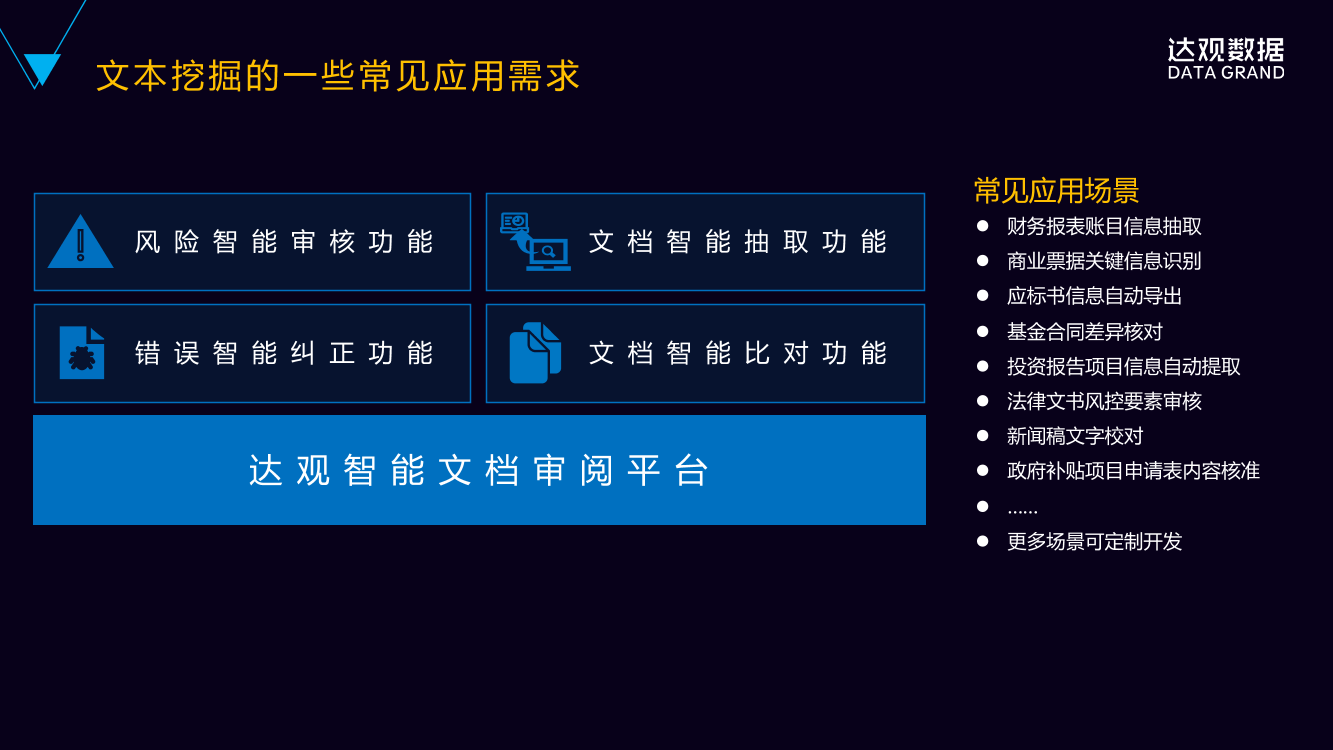 文本挖掘的一些常见应用需求
达观数据
DATA GRAND
风险智能审核功能
文档智能抽取功能
错误智能纠正功能
文档智能比对功能
达观智能文档审阅平台
常见应用场景
● 财务报表账目信息抽取
● 商业票据关键信息识别
● 应标书信息自动导出
● 基金合同差异核对
● 投资报告项目信息自动提取
● 法律文书风控要素审核
● 新闻稿文字校对
● 政府补贴项目申请表内容核准
● ……
● 更多场景可定制开发